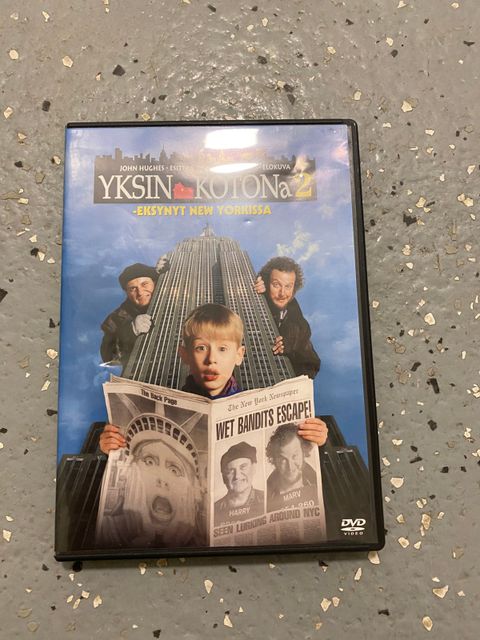 JOHN HUGHES - ESITTÄÄ ELOKUVA
YKSIN KOTONa 2
-EKSYNYT NEW YORKISSA
The Back Page
The New York Newspaper
WET BANDITS ESCAPE!
HARRY
MARV
SEEN LURKING AROUND NYC
DVD
VIDEO